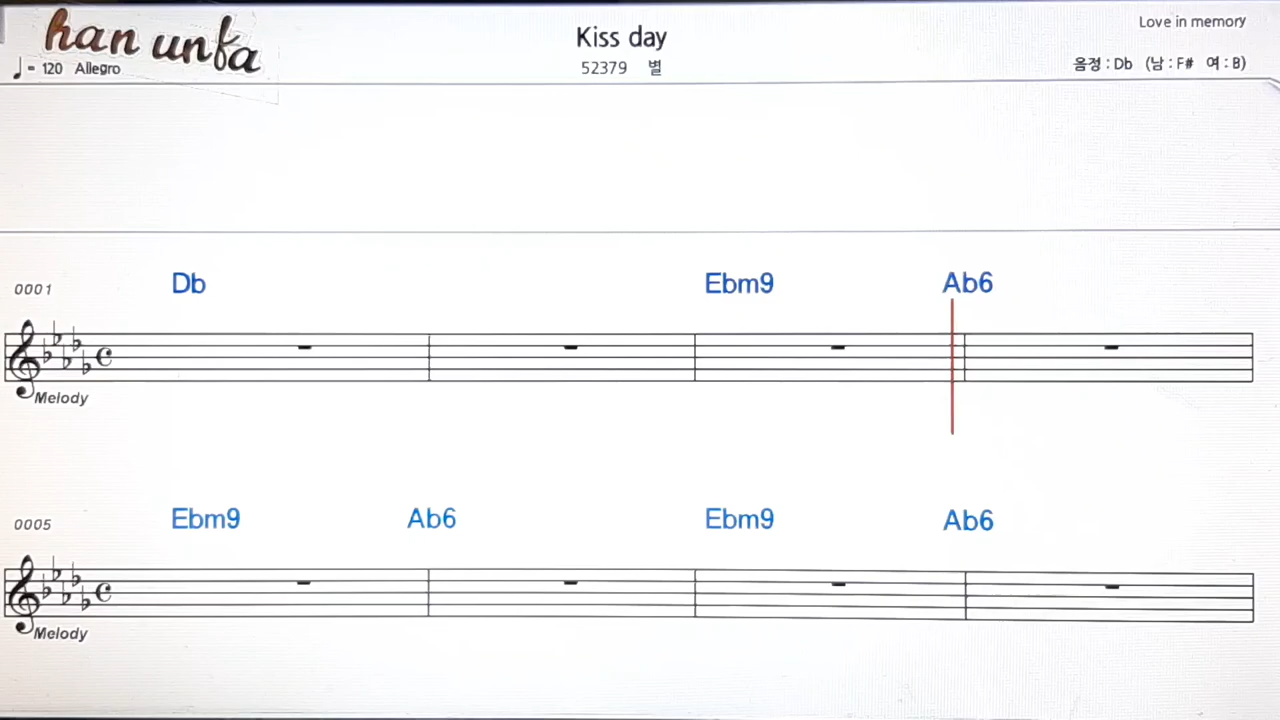 han unfa
♩= 120 Allegro
Kiss day
52379 별
Love in memory
음정 : Db (남 : F# 여 : B)
0001
Db Ebm9 Ab6
Melody
0005
Ebm9 Ab6 Ebm9 Ab6
Melody